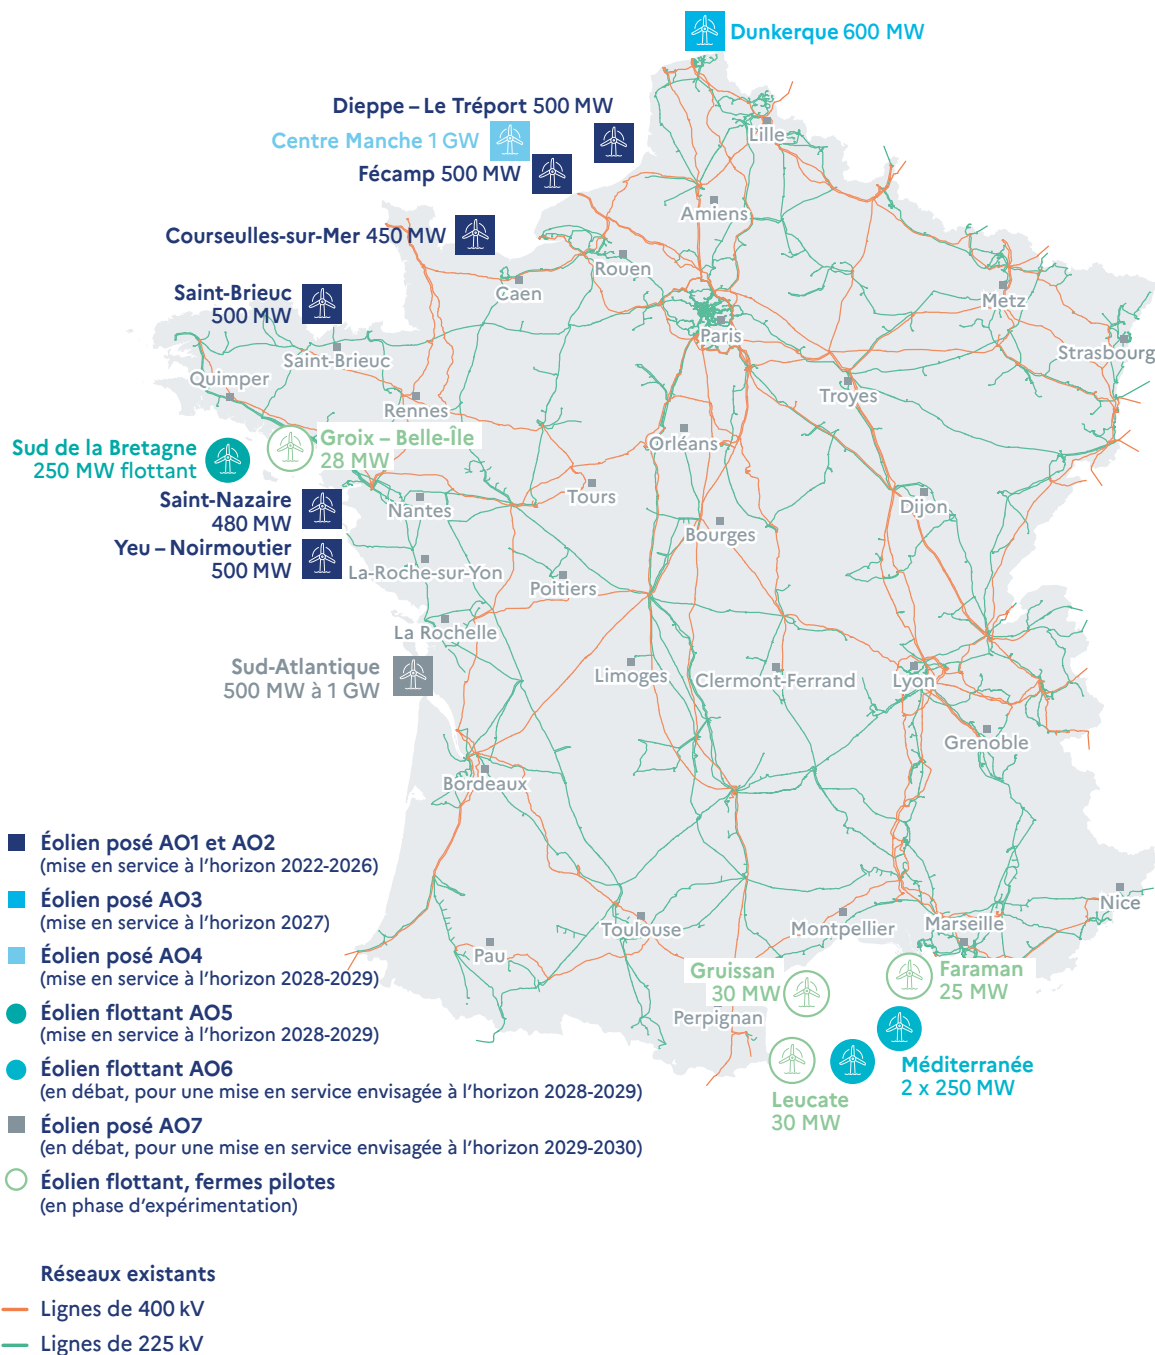 Dunkerque 600 MW
Dieppe – Le Tréport 500 MW
Centre Manche 1 GW
Lille
Fécamp 500 MW
Amiens
Courseulles-sur-Mer 450 MW
Rouen
Caen
Saint-Brieuc
500 MW
Metz
Paris
Strasbourg
Saint-Brieuc
Quimper
Troyes
Rennes
Groix – Belle-Île
28 MW
Orléans
Sud de la Bretagne
250 MW flottant
Saint-Nazaire
480 MW
Tours
Nantes
Dijon
Bourges
Yeu – Noirmoutier
500 MW
La-Roche-sur-Yon
Poitiers
La Rochelle
Sud-Atlantique
500 MW à 1 GW
Limoges
Clermont-Ferrand
Lyon
Grenoble
Bordeaux
Nice
Toulouse
Montpellier
Marseille
Pau
Gruissan
30 MW
Faraman
25 MW
Perpignan
Méditerranée
2 x 250 MW
Leucate
30 MW
Éolien posé AO1 et AO2
(mise en service à l’horizon 2022-2026)
Éolien posé AO3
(mise en service à l’horizon 2027)
Éolien posé AO4
(mise en service à l’horizon 2028-2029)
Éolien flottant AO5
(mise en service à l’horizon 2028-2029)
Éolien flottant AO6
(en débat, pour une mise en service envisagée à l’horizon 2028-2029)
Éolien posé AO7
(en débat, pour une mise en service envisagée à l’horizon 2029-2030)
Éolien flottant, fermes pilotes
(en phase d’expérimentation)
Réseaux existants
Lignes de 400 kV
Lignes de 225 kV